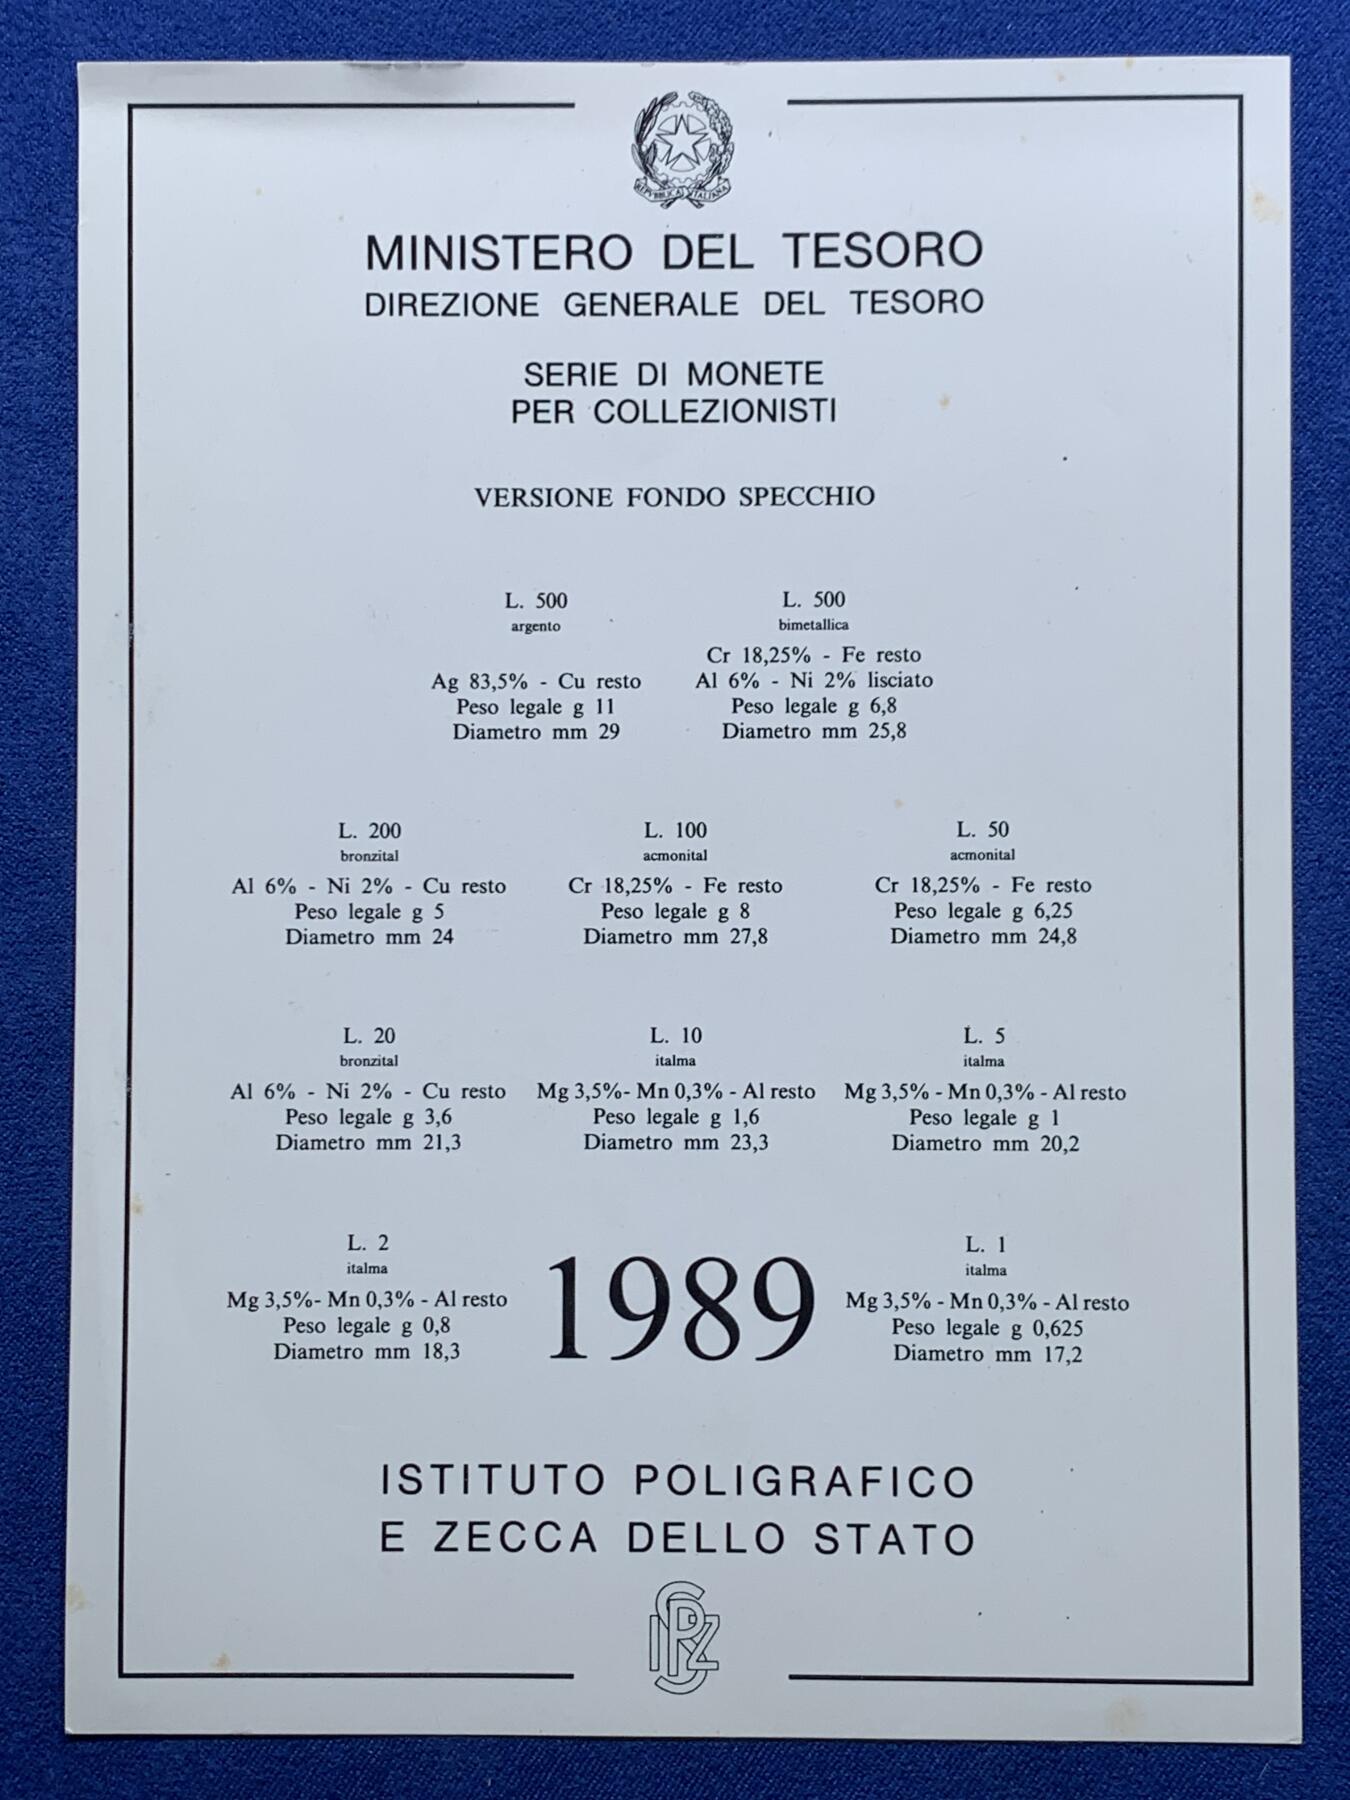 REPVBBLICA ITALIANA
MINISTERO DEL TESORO
DIREZIONE GENERALE DEL TESORO
SERIE DI MONETE
PER COLLEZIONISTI
VERSIONE FONDO SPECCHIO
L. 500
argento
Ag 83,5% - Cu resto
Peso legale g 11
Diametro mm 29
L. 500
bimetallica
Cr 18,25% - Fe resto
Al 6% - Ni 2% lisciato
Peso legale g 6,8
Diametro mm 25,8
L. 200
bronzital
Al 6% - Ni 2% - Cu resto
Peso legale g 5
Diametro mm 24
L. 100
acmonital
Cr 18,25% - Fe resto
Peso legale g 8
Diametro mm 27,8
L. 50
acmonital
Cr 18,25% - Fe resto
Peso legale g 6,25
Diametro mm 24,8
L. 20
bronzital
Al 6% - Ni 2% - Cu resto
Peso legale g 3,6
Diametro mm 21,3
L. 10
italma
Mg 3,5%- Mn 0,3% - Al resto
Peso legale g 1,6
Diametro mm 23,3
L. 5
italma
Mg 3,5% - Mn 0,3% - Al resto
Peso legale g 1
Diametro mm 20,2
L. 2
italma
Mg 3,5%- Mn 0,3% - Al resto
Peso legale g 0,8
Diametro mm 18,3
1989
L. 1
italma
Mg 3,5% - Mn 0,3% - Al resto
Peso legale g 0,625
Diametro mm 17,2
ISTITUTO POLIGRAFICO
E ZECCA DELLO STATO
IPZS